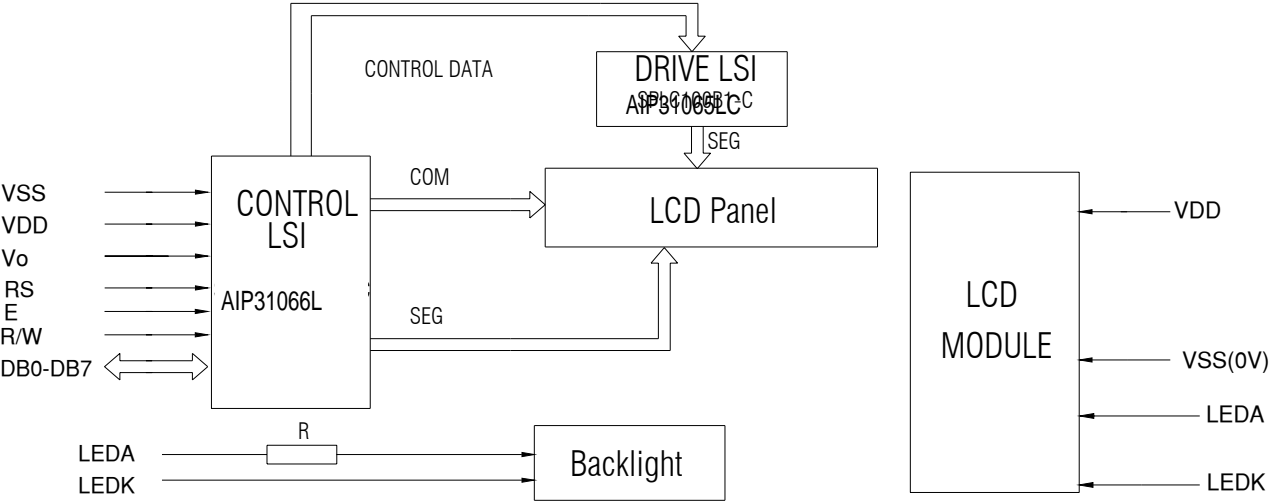 CONTROL DATA
DRIVE LSI
AIP31065LC
SEG
COM
CONTROL
LSI
AIP31066L
SEG
LCD Panel
VSS
VDD
Vo
RS
E
R/W
DB0-DB7
R
LEDA
LEDK
Backlight
LCD
MODULE
VDD
VSS(0V)
LEDA
LEDK